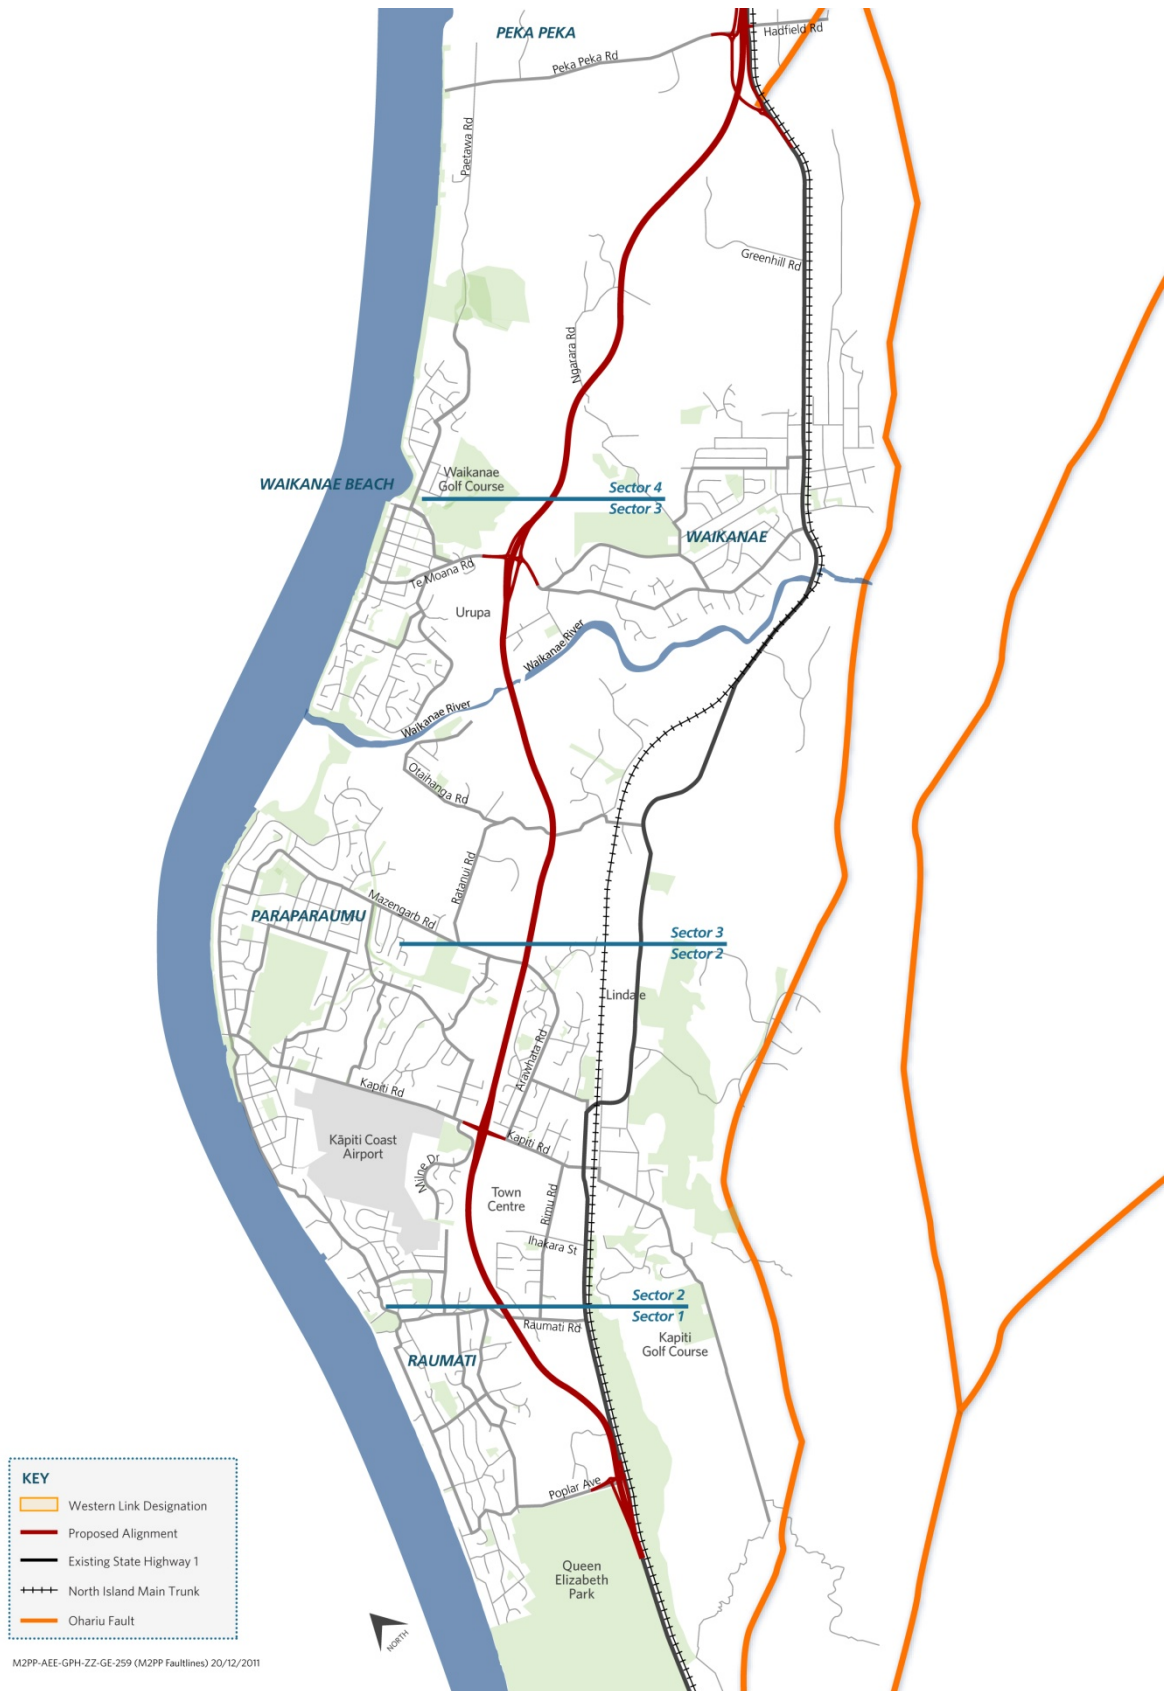 PEKA PEKA
Hadfield Rd
Peka Peka Rd
Paetawa Rd
Greenhill Rd
Ngarara Rd
Waikanae
Golf Course
WAIKANAE BEACH
Sector 4
Sector 3
WAIKANAE
Te Moana Rd
Urupa
Waikanae River
Waikanae River
Otaihanga Rd
Ratanui Rd
Mazengarb Rd
PARAPARAUMU
Sector 3
Sector 2
Lindale
Arawhata Rd
Kapiti Rd
Kāpiti Coast
Airport
Kapiti Rd
Milne Dr
Town
Centre
Rimu Rd
Ihakara St
Sector 2
Sector 1
Raumati Rd
Kapiti
Golf Course
RAUMATI
Poplar Ave
Queen
Elizabeth
Park
KEY
Western Link Designation
Proposed Alignment
Existing State Highway 1
North Island Main Trunk
Ohariu Fault
NORTH
M2PP-AEE-GPH-ZZ-GE-259 (M2PP Faultlines) 20/12/2011